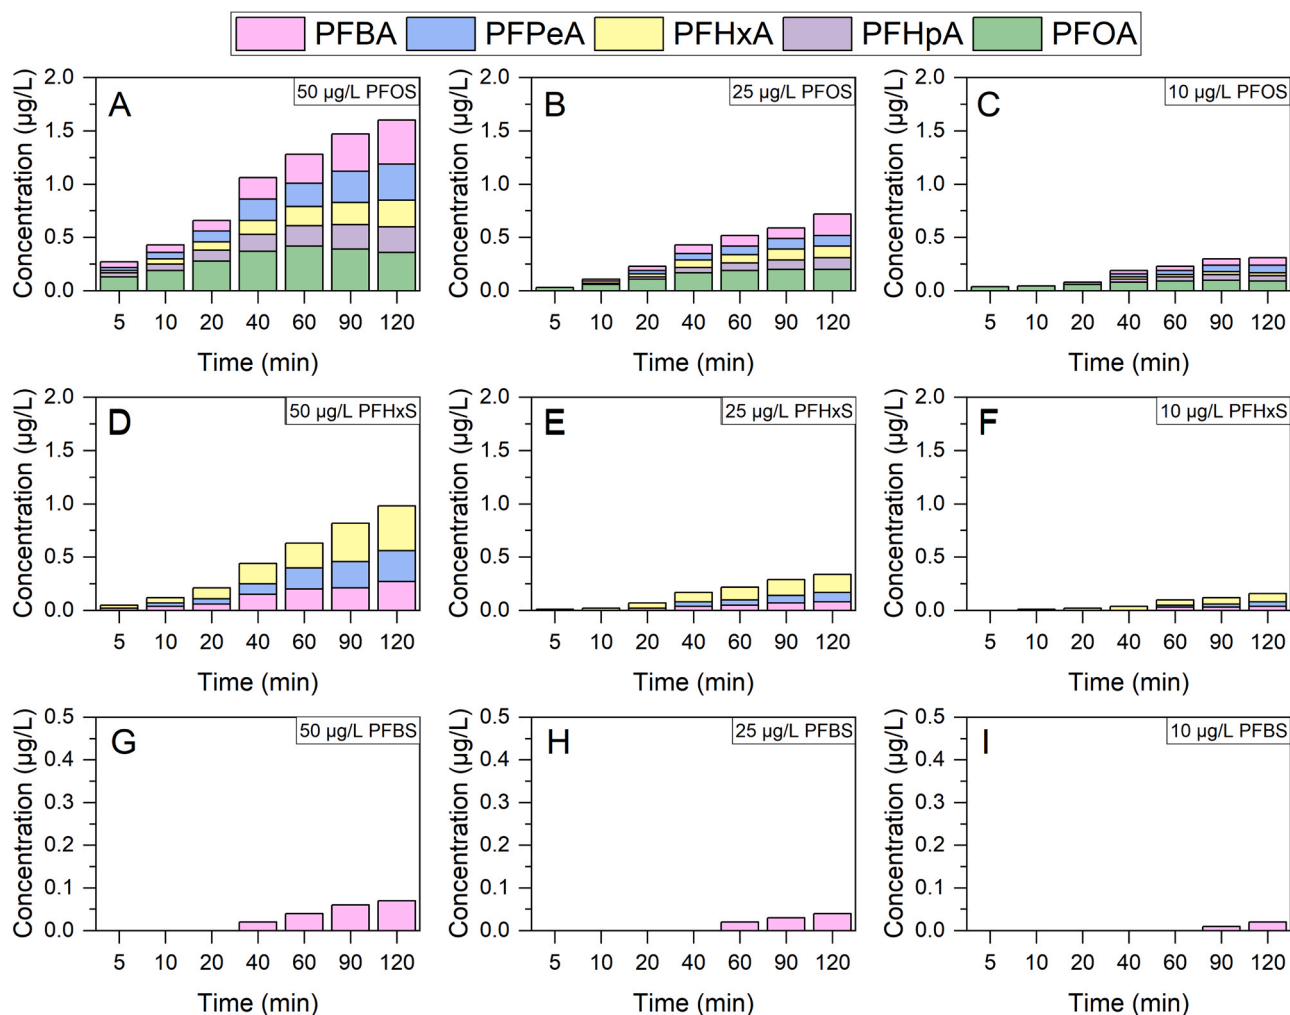 PFBA PFPeA PFHxA PFHpA PFOA
A
50 µg/L PFOS
Concentration (µg/L)
2.0
1.5
1.0
0.5
0.0
5 10 20 40 60 90 120
Time (min)
B
25 µg/L PFOS
Concentration (µg/L)
2.0
1.5
1.0
0.5
0.0
5 10 20 40 60 90 120
Time (min)
C
10 µg/L PFOS
Concentration (µg/L)
2.0
1.5
1.0
0.5
0.0
5 10 20 40 60 90 120
Time (min)
D
50 µg/L PFHxS
Concentration (µg/L)
2.0
1.5
1.0
0.5
0.0
5 10 20 40 60 90 120
Time (min)
E
25 µg/L PFHxS
Concentration (µg/L)
2.0
1.5
1.0
0.5
0.0
5 10 20 40 60 90 120
Time (min)
F
10 µg/L PFHxS
Concentration (µg/L)
2.0
1.5
1.0
0.5
0.0
5 10 20 40 60 90 120
Time (min)
G
50 µg/L PFBS
Concentration (µg/L)
0.5
0.4
0.3
0.2
0.1
0.0
5 10 20 40 60 90 120
Time (min)
H
25 µg/L PFBS
Concentration (µg/L)
0.5
0.4
0.3
0.2
0.1
0.0
5 10 20 40 60 90 120
Time (min)
I
10 µg/L PFBS
Concentration (µg/L)
0.5
0.4
0.3
0.2
0.1
0.0
5 10 20 40 60 90 120
Time (min)